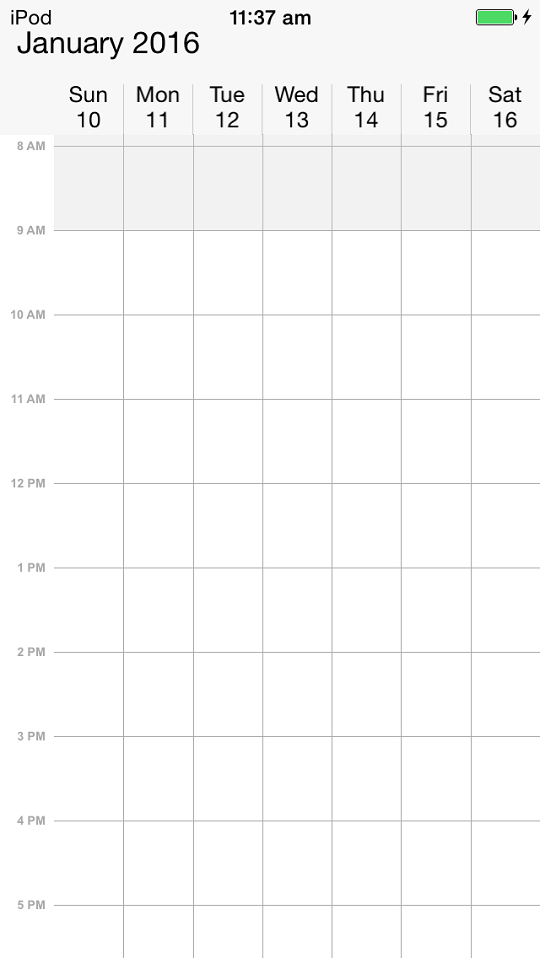 iPod 11:37 am
January 2016
Sun Mon Tue Wed Thu Fri Sat
10 11 12 13 14 15 16
8 AM
9 AM
10 AM
11 AM
12 PM
1 PM
2 PM
3 PM
4 PM
5 PM